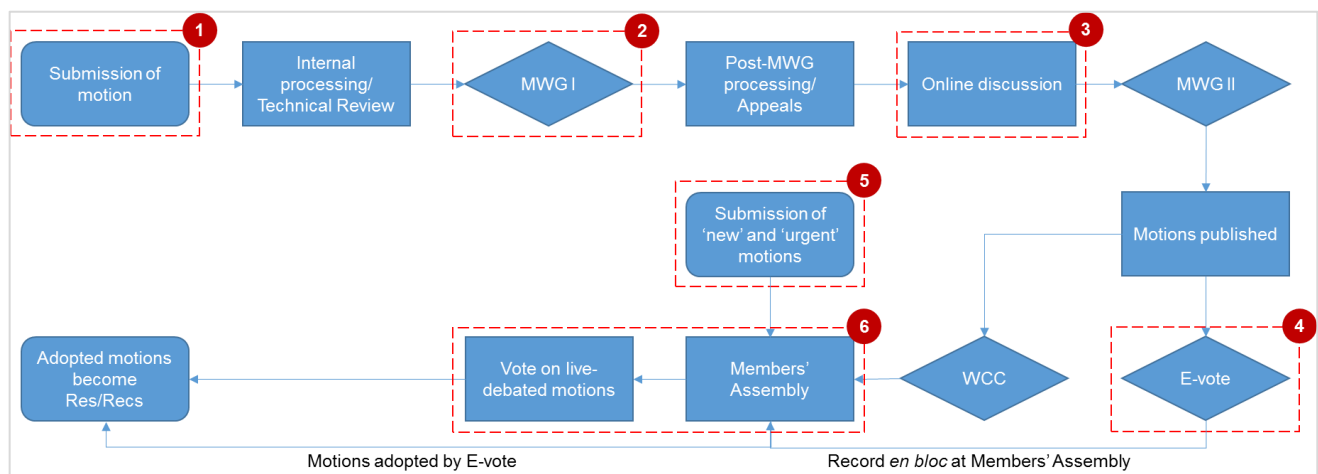 1
Submission of
motion
Internal
processing/
Technical Review
2
MWG I
Post-MWG
processing/
Appeals
3
Online discussion
MWG II
5
Submission of
‘new’ and ‘urgent’
motions
Motions published
4
E-vote
WCC
6
Members’
Assembly
Vote on live-
debated motions
Adopted motions
become
Res/Recs
Motions adopted by E-vote
Record en bloc at Members’ Assembly